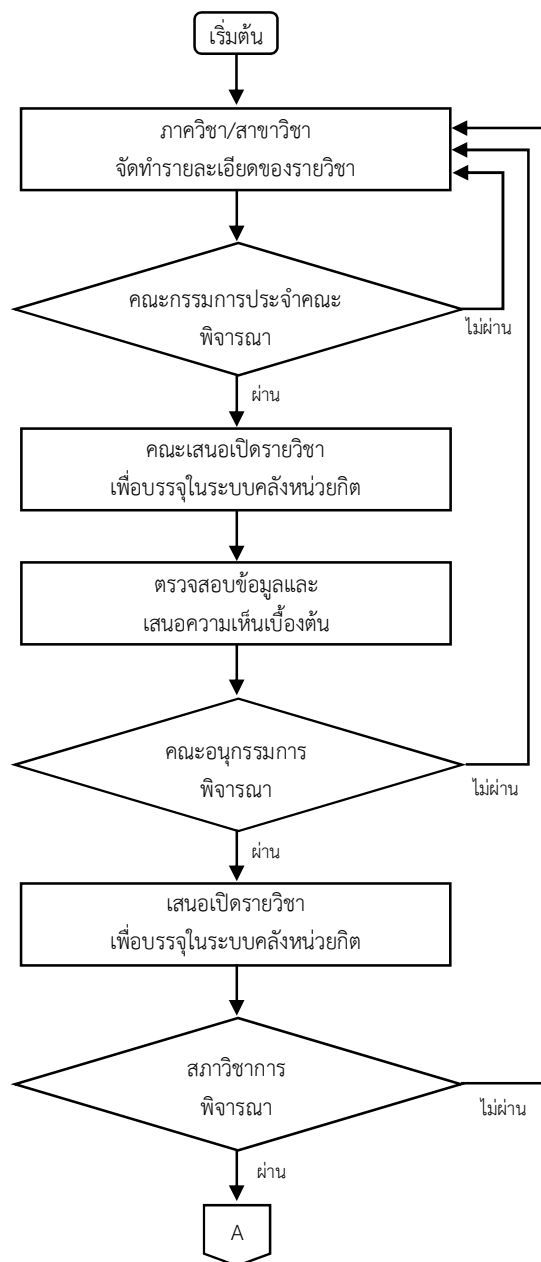 เริ่มต้น
ภาควิชา/สาขาวิชา
จัดทำรายละเอียดของรายวิชา
คณะกรรมการประจำคณะ
พิจารณา
ไม่ผ่าน
ผ่าน
คณะเสนอเปิดรายวิชา
เพื่อบรรจุในระบบคลังหน่วยกิต
ตรวจสอบข้อมูลและ
เสนอความเห็นเบื้องต้น
คณะอนุกรรมการ
พิจารณา
ไม่ผ่าน
ผ่าน
เสนอเปิดรายวิชา
เพื่อบรรจุในระบบคลังหน่วยกิต
สภาวิชาการ
พิจารณา
ไม่ผ่าน
ผ่าน
A